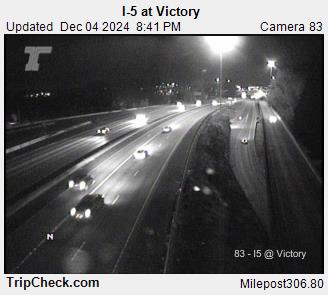 I-5 at Victory
Updated Dec 04 2024 8:41 PM Camera 83
T
N
83 - I5 @ Victory
TripCheck.com Milepost306.80